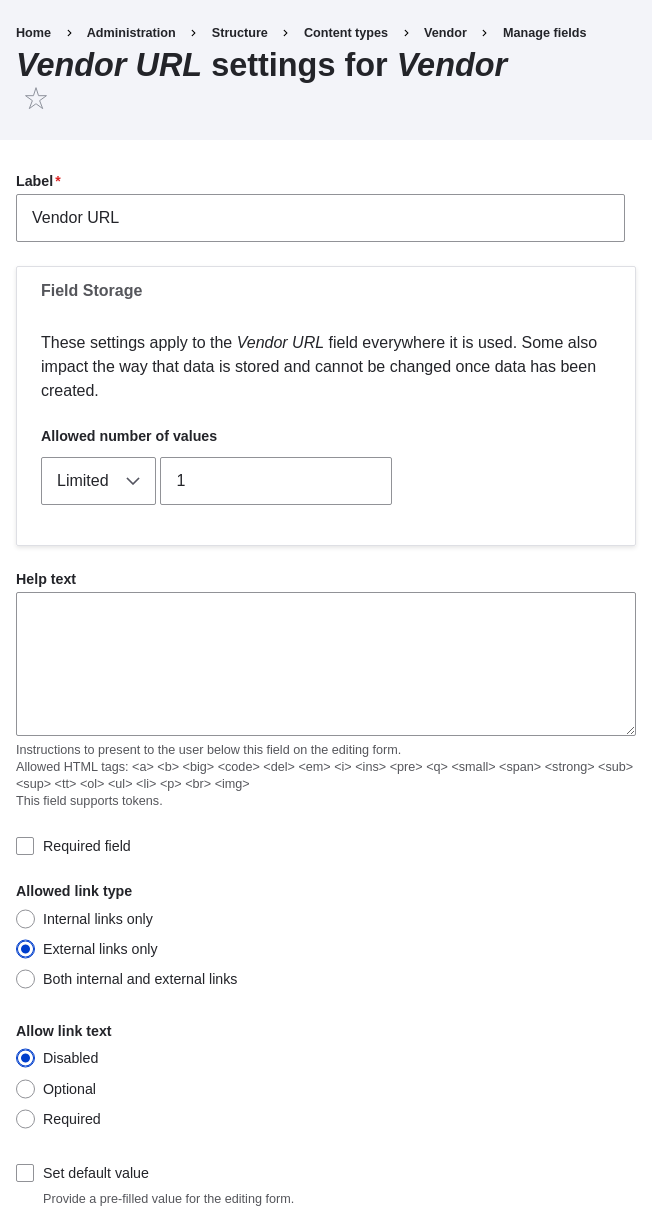 Home > Administration > Structure > Content types > Vendor > Manage fields
Vendor URL settings for Vendor
Label*
Vendor URL
Field Storage
These settings apply to the Vendor URL field everywhere it is used. Some also
impact the way that data is stored and cannot be changed once data has been
created.
Allowed number of values
Limited 1
Help text
Instructions to present to the user below this field on the editing form.
Allowed HTML tags: <a> <b> <big> <code> <del> <em> <i> <ins> <pre> <q> <small> <span> <strong> <sub>
<sup> <tt> <ol> <ul> <li> <p> <br> <img>
This field supports tokens.
Required field
Allowed link type
Internal links only
External links only
Both internal and external links
Allow link text
Disabled
Optional
Required
Set default value
Provide a pre-filled value for the editing form.